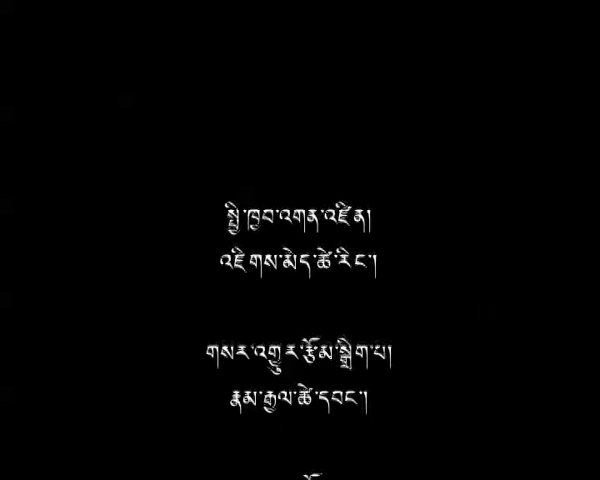 སྤྱི་ཁྱབ་འགན་འཛིན།
འཇིགས་མེད་ཚེ་རིང་།
གསར་འགྱུར་རྩོམ་སྒྲིག་པ།
རྣམ་རྒྱལ་ཚེ་དབང་།